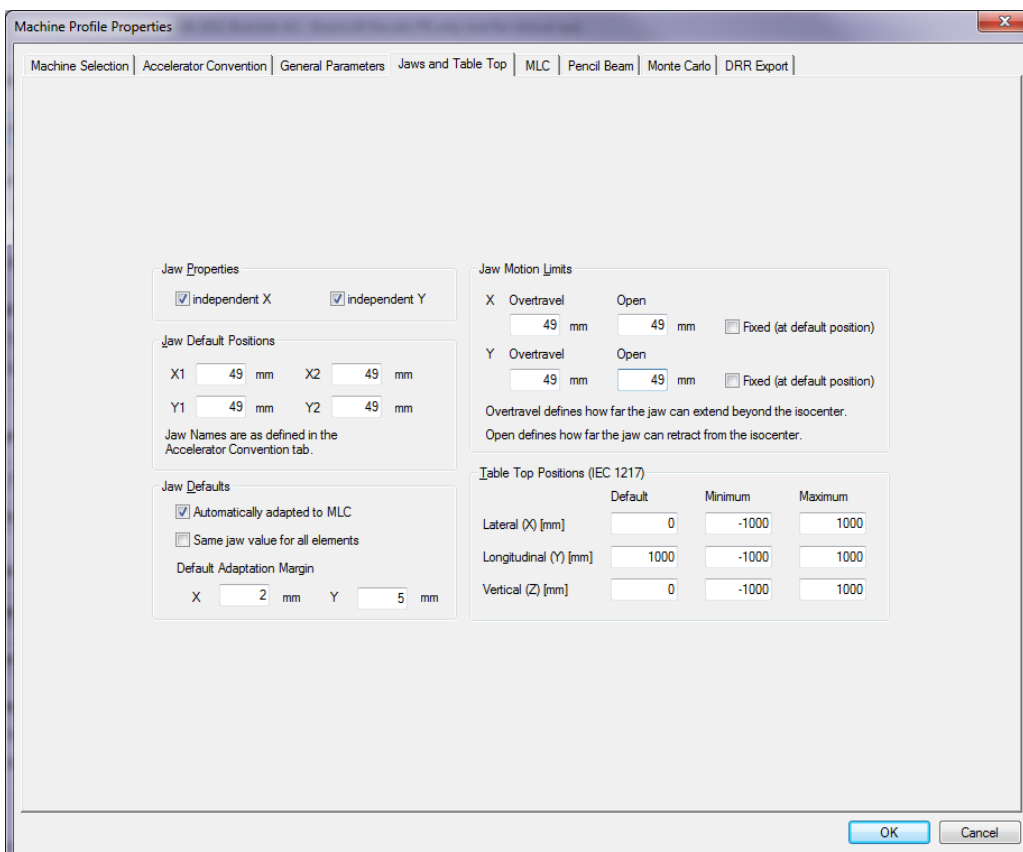 Machine Profile Properties
Machine Selection Accelerator Convention General Parameters Jaws and Table Top MLC Pencil Beam Monte Carlo DRR Export
Jaw Properties
independent X independent Y
Jaw Default Positions
X1 49 mm X2 49 mm
Y1 49 mm Y2 49 mm
Jaw Names are as defined in the
Accelerator Convention tab.
Jaw Defaults
Automatically adapted to MLC
Same jaw value for all elements
Default Adaptation Margin
X 2 mm Y 5 mm
Jaw Motion Limits
X Overtravel Open
49 mm 49 mm Fixed (at default position)
Y Overtravel Open
49 mm 49 mm Fixed (at default position)
Overtravel defines how far the jaw can extend beyond the isocenter.
Open defines how far the jaw can retract from the isocenter.
Table Top Positions (IEC 1217)
Default Minimum Maximum
Lateral (X) [mm] 0 -1000 1000
Longitudinal (Y) [mm] 1000 -1000 1000
Vertical (Z) [mm] 0 -1000 1000
OK Cancel